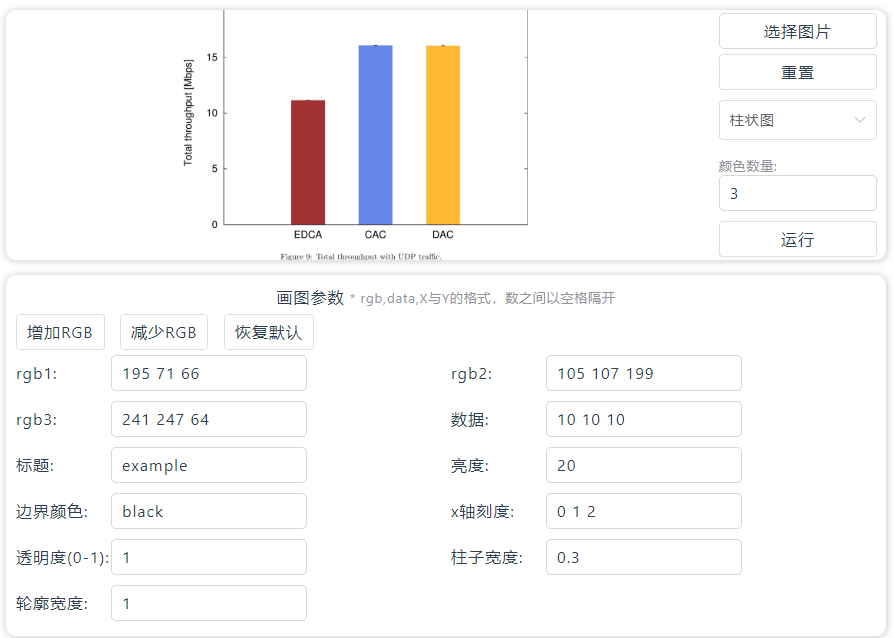 选择图片
重置
柱状图
颜色数量:
3
运行
Total throughput [Mbps]
15
10
5
0
EDCA CAC DAC
Figure 9: Total throughput with UDP traffic.
画图参数 * rgb,data,X与Y的格式，数之间以空格隔开
增加RGB 减少RGB 恢复默认
rgb1: 195 71 66 rgb2: 105 107 199
rgb3: 241 247 64 数据: 10 10 10
标题: example 亮度: 20
边界颜色: black x轴刻度: 0 1 2
透明度(0-1): 1 柱子宽度: 0.3
轮廓宽度: 1